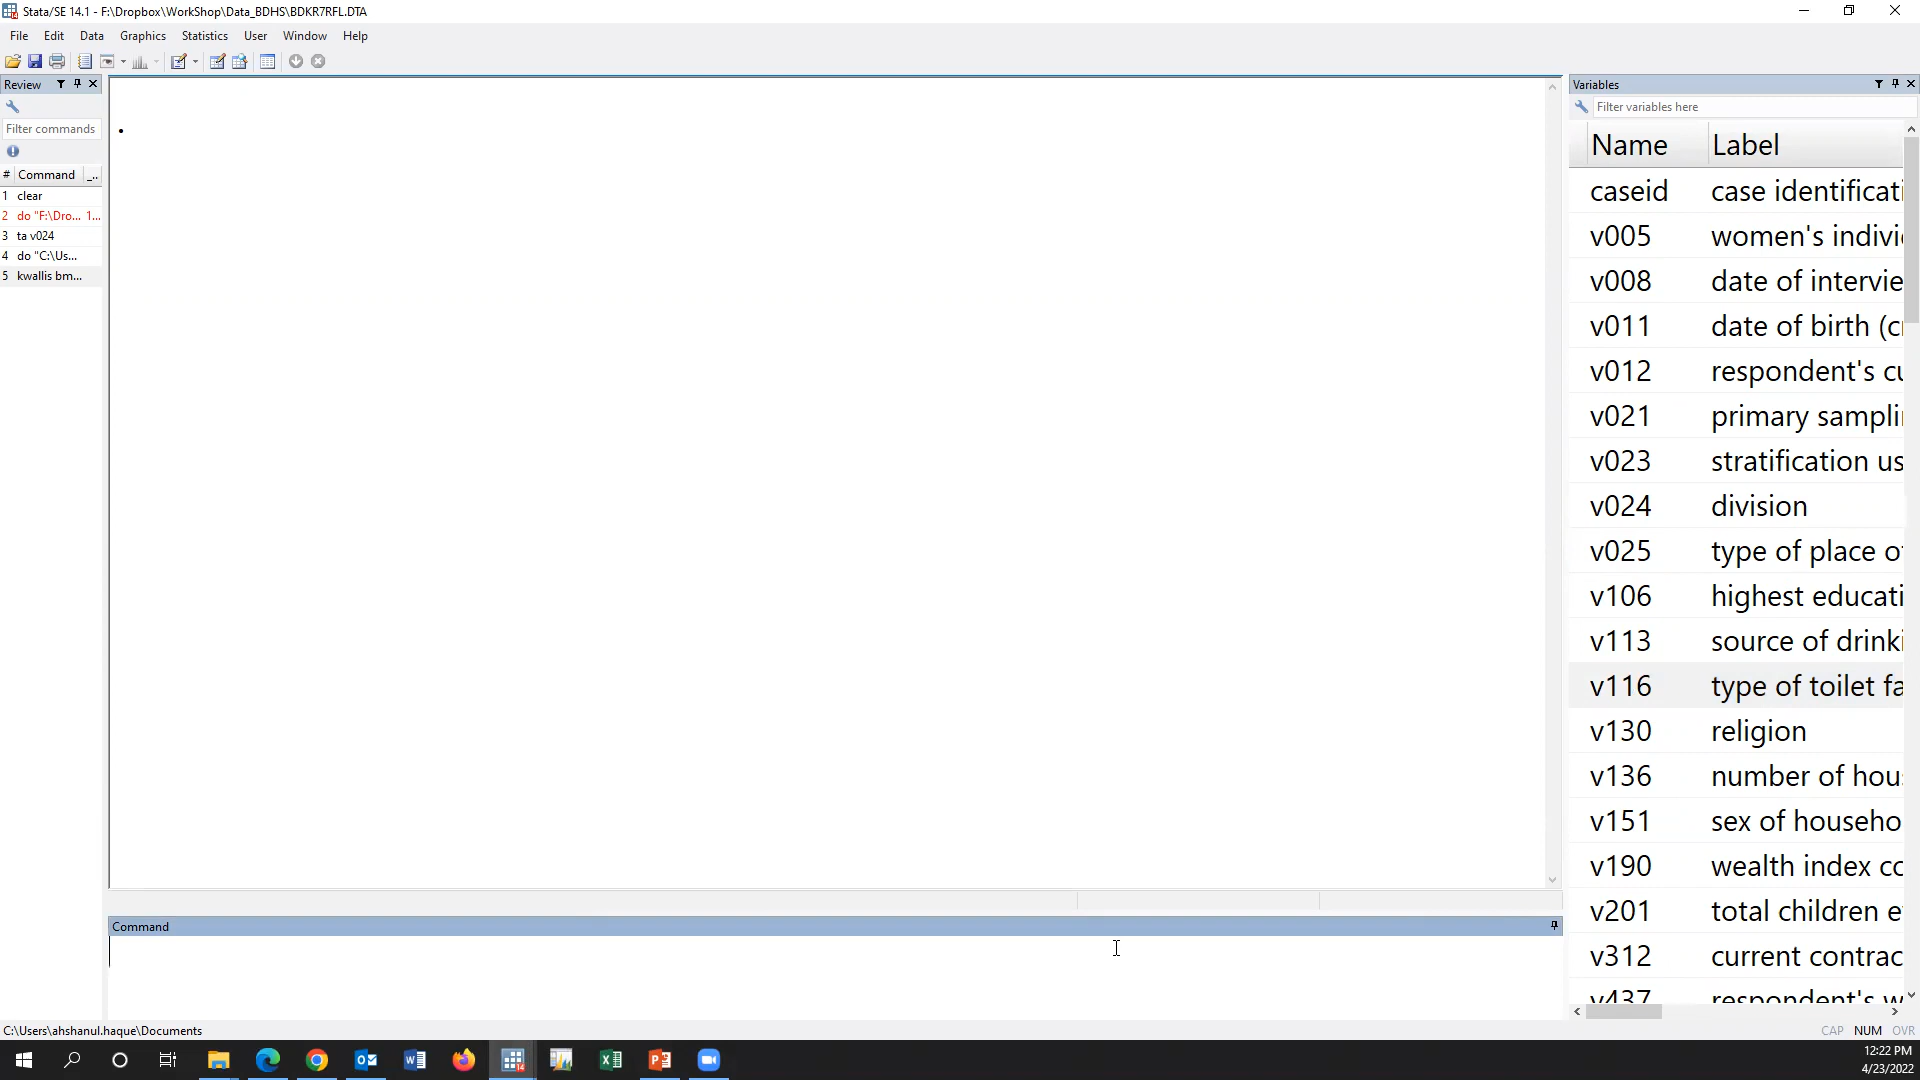 Stata/SE 14.1 - F:\Dropbox\WorkShop\Data_BDHS\BDKR7RFL.DTA
File Edit Data Graphics Statistics User Window Help
Review
Filter commands
# Command _..
1 clear
2 do "F:\Dro... 1...
3 ta v024
4 do "C:\Us...
5 kwallis bm...
.
Command
Variables
Filter variables here
Name Label
caseid case identificati
v005 women's indivi
v008 date of intervie
v011 date of birth (c
v012 respondent's cu
v021 primary sampli
v023 stratification us
v024 division
v025 type of place o
v106 highest educati
v113 source of drinki
v116 type of toilet fa
v130 religion
v136 number of hou
v151 sex of househo
v190 wealth index co
v201 total children e
v312 current contrac
v437 respondent's w
C:\Users\ahshanul.haque\Documents
CAP NUM OVR
12:22 PM
4/23/2022